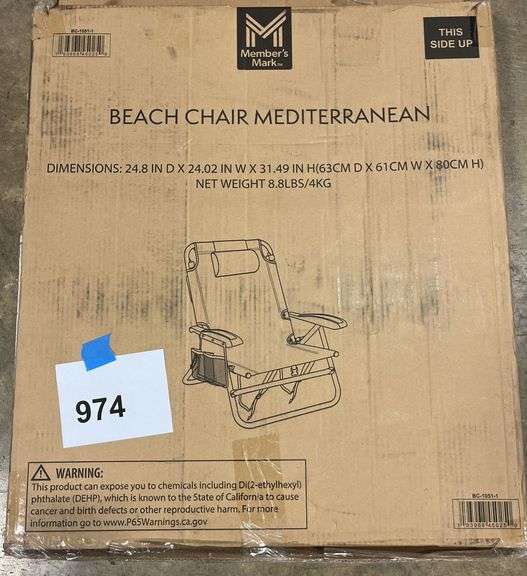 BC-1051-1
Member's
Mark™
THIS
SIDE UP
BEACH CHAIR MEDITERRANEAN
DIMENSIONS: 24.8 IN D X 24.02 IN W X 31.49 IN H(63CM D X 61CM W X 80CM H)
NET WEIGHT 8.8LBS/4KG
974
WARNING:
This product can expose you to chemicals including Di(2-ethylhexyl)
phthalate (DEHP), which is known to the State of California to cause
cancer and birth defects or other reproductive harm. For more
information go to www.P65Warnings.ca.gov
BC-1051-1